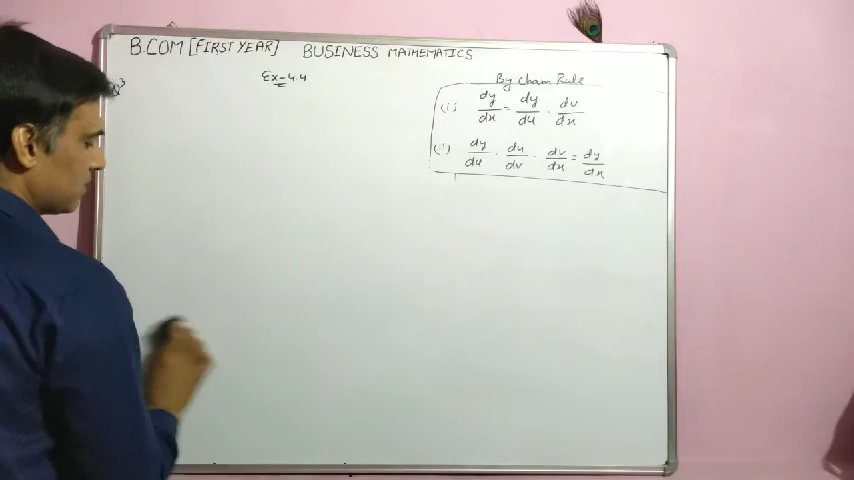 B.COM [FIRST YEAR] BUSINESS MATHEMATICS
Ex-4.4
By Chain Rule
(i) dy/dx = dy/du . dv/dx
(ii) dy/du . du/dv . dv/dx = dy/dx